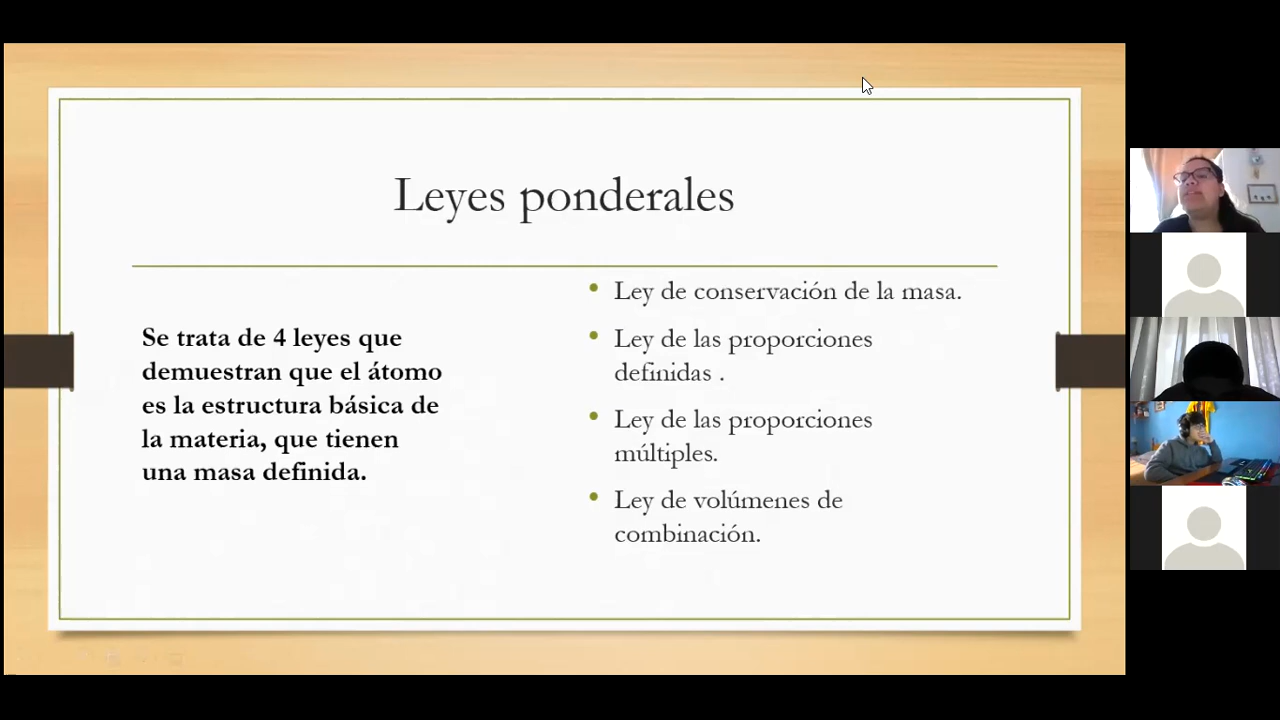 Leyes ponderales
Se trata de 4 leyes que
demuestran que el átomo
es la estructura básica de
la materia, que tienen
una masa definida.
• Ley de conservación de la masa.
• Ley de las proporciones
definidas .
• Ley de las proporciones
múltiples.
• Ley de volúmenes de
combinación.